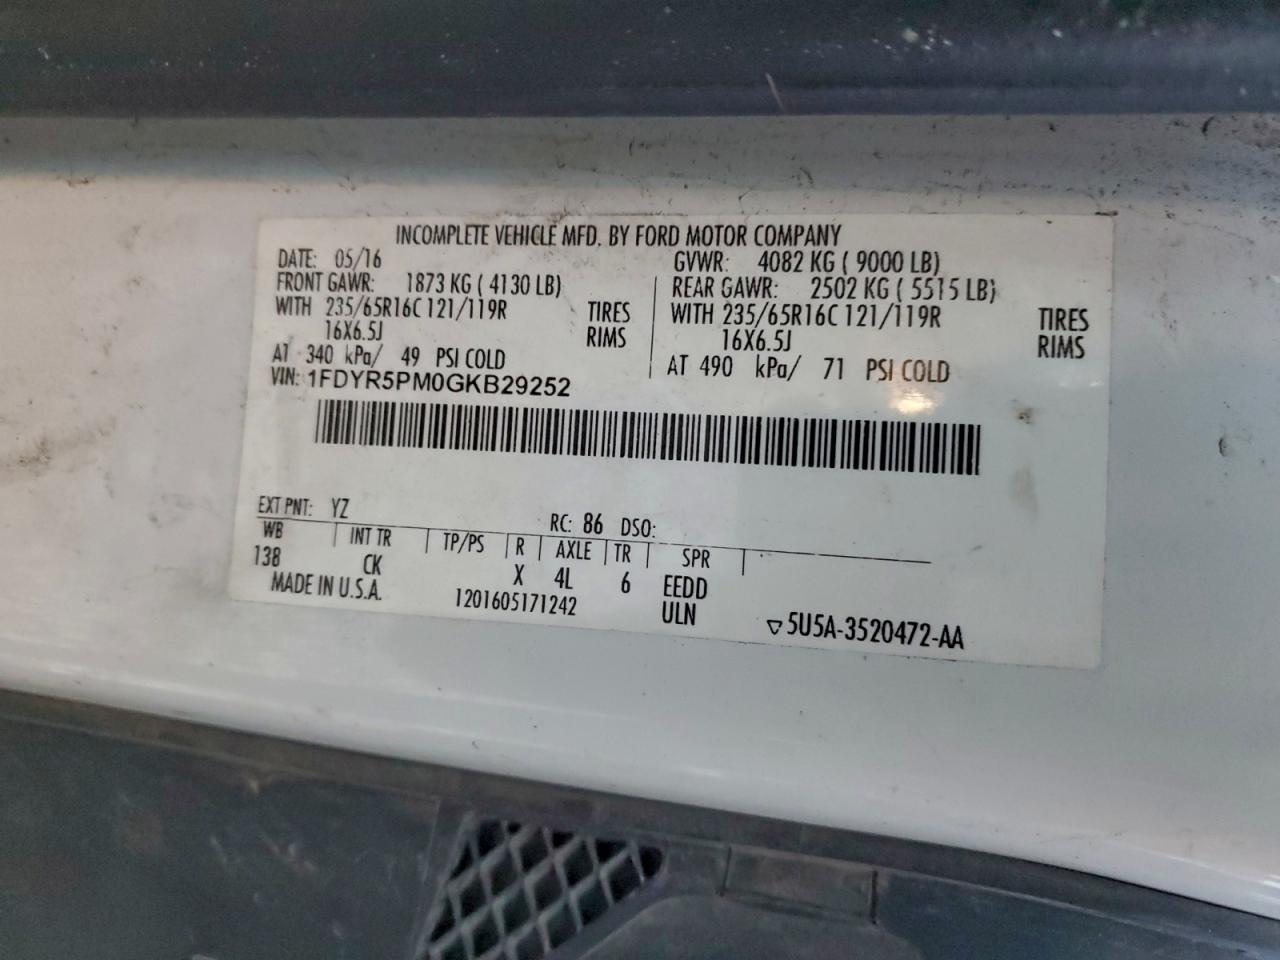 INCOMPLETE VEHICLE MFD. BY FORD MOTOR COMPANY
DATE: 05/16 GVWR: 4082 KG ( 9000 LB)
FRONT GAWR: 1873 KG ( 4130 LB) REAR GAWR: 2502 KG ( 5515 LB)
WITH 235/65R16C 121/119R TIRES WITH 235/65R16C 121/119R TIRES
16X6.5J RIMS 16X6.5J RIMS
AT 340 kPa/ 49 PSI COLD AT 490 kPa/ 71 PSI COLD
VIN: 1FDYR5PM0GKB29252
EXT PNT: YZ RC: 86 DSO:
WB INT TR TP/PS R AXLE TR SPR
138 CK X 4L 6 EEDD
MADE IN U.S.A. 1201605171242 ULN ▽5U5A-3520472-AA